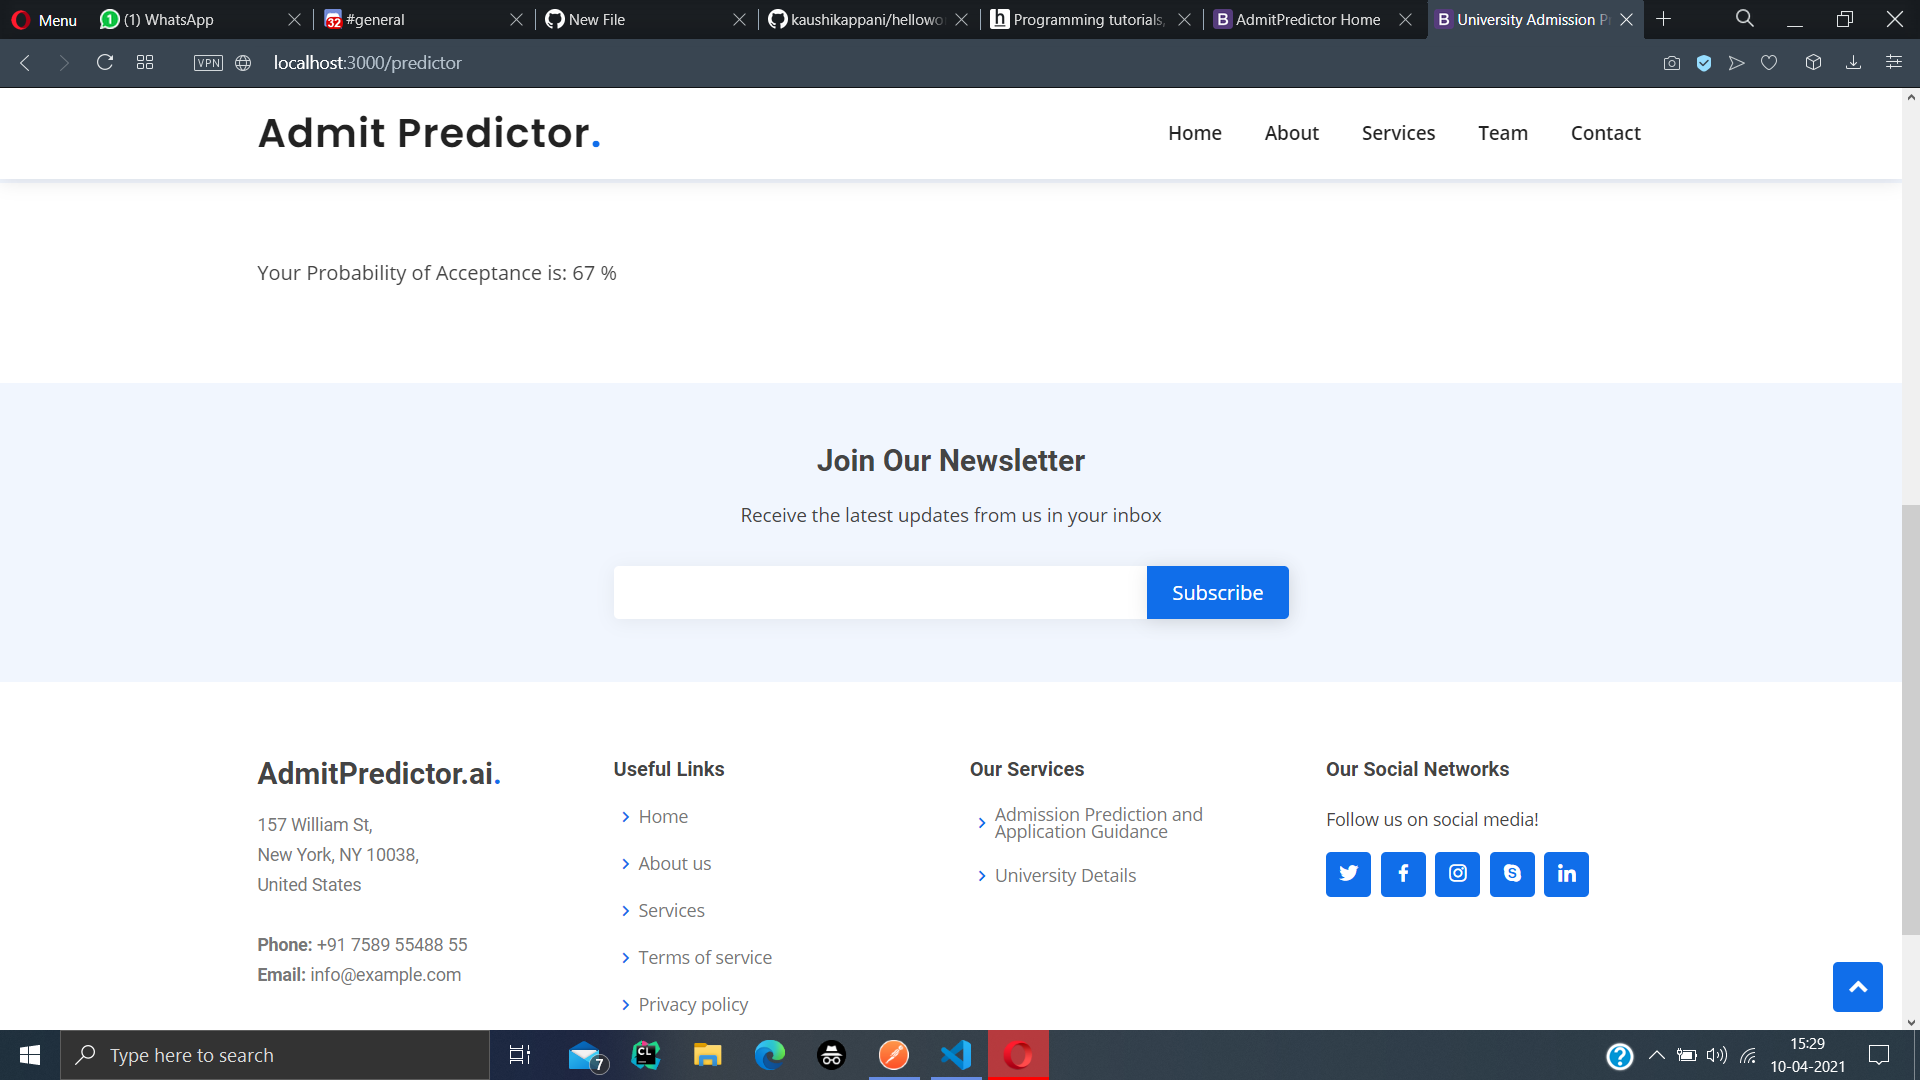 Menu
(1) WhatsApp
#general
New File
kaushikappani/hellowo
Programming tutorials,
AdmitPredictor Home
University Admission P
VPN
localhost:3000/predictor
Admit Predictor.
Home
About
Services
Team
Contact
Your Probability of Acceptance is: 67 %
Join Our Newsletter
Receive the latest updates from us in your inbox
Subscribe
AdmitPredictor.ai.
157 William St,
New York, NY 10038,
United States
Phone: +91 7589 55488 55
Email: info@example.com
Useful Links
Home
About us
Services
Terms of service
Privacy policy
Our Services
Admission Prediction and
Application Guidance
University Details
Our Social Networks
Follow us on social media!
Type here to search
7
15:29
10-04-2021